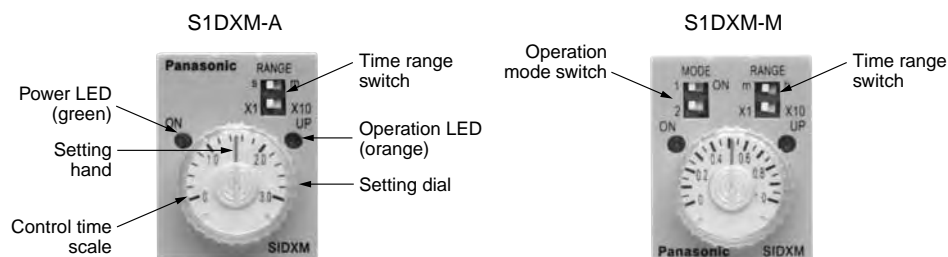 S1DXM-A
Panasonic
RANGE
s
m
X1
X10
ON
UP
0
1.0
2.0
3.0
SIDXM
Power LED
(green)
Setting
hand
Control time
scale
Time range
switch
Operation LED
(orange)
Setting dial
S1DXM-M
MODE
RANGE
1
ON
m
2
X1
X10
ON
UP
0
0.2
0.4
0.6
0.8
1.0
Panasonic
SIDXM
Operation
mode switch
Time range
switch